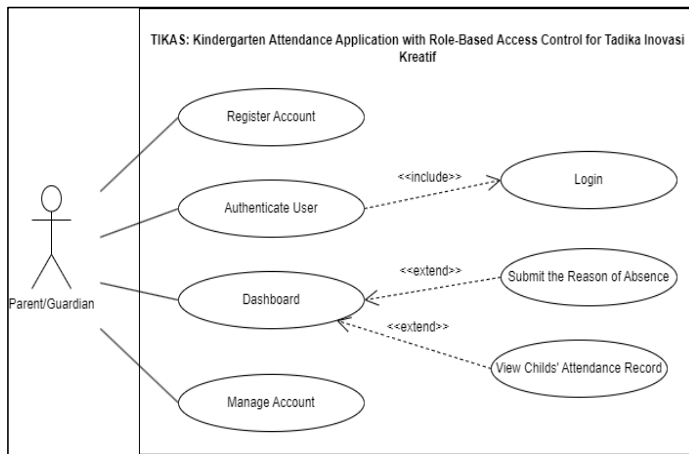 TIKAS: Kindergarten Attendance Application with Role-Based Access Control for Tadika Inovasi
Kreatif
Register Account
<<include>>
Login
Authenticate User
<<extend>>
Submit the Reason of Absence
Dashboard
Parent/Guardian
<<extend>>
View Childs' Attendance Record
Manage Account